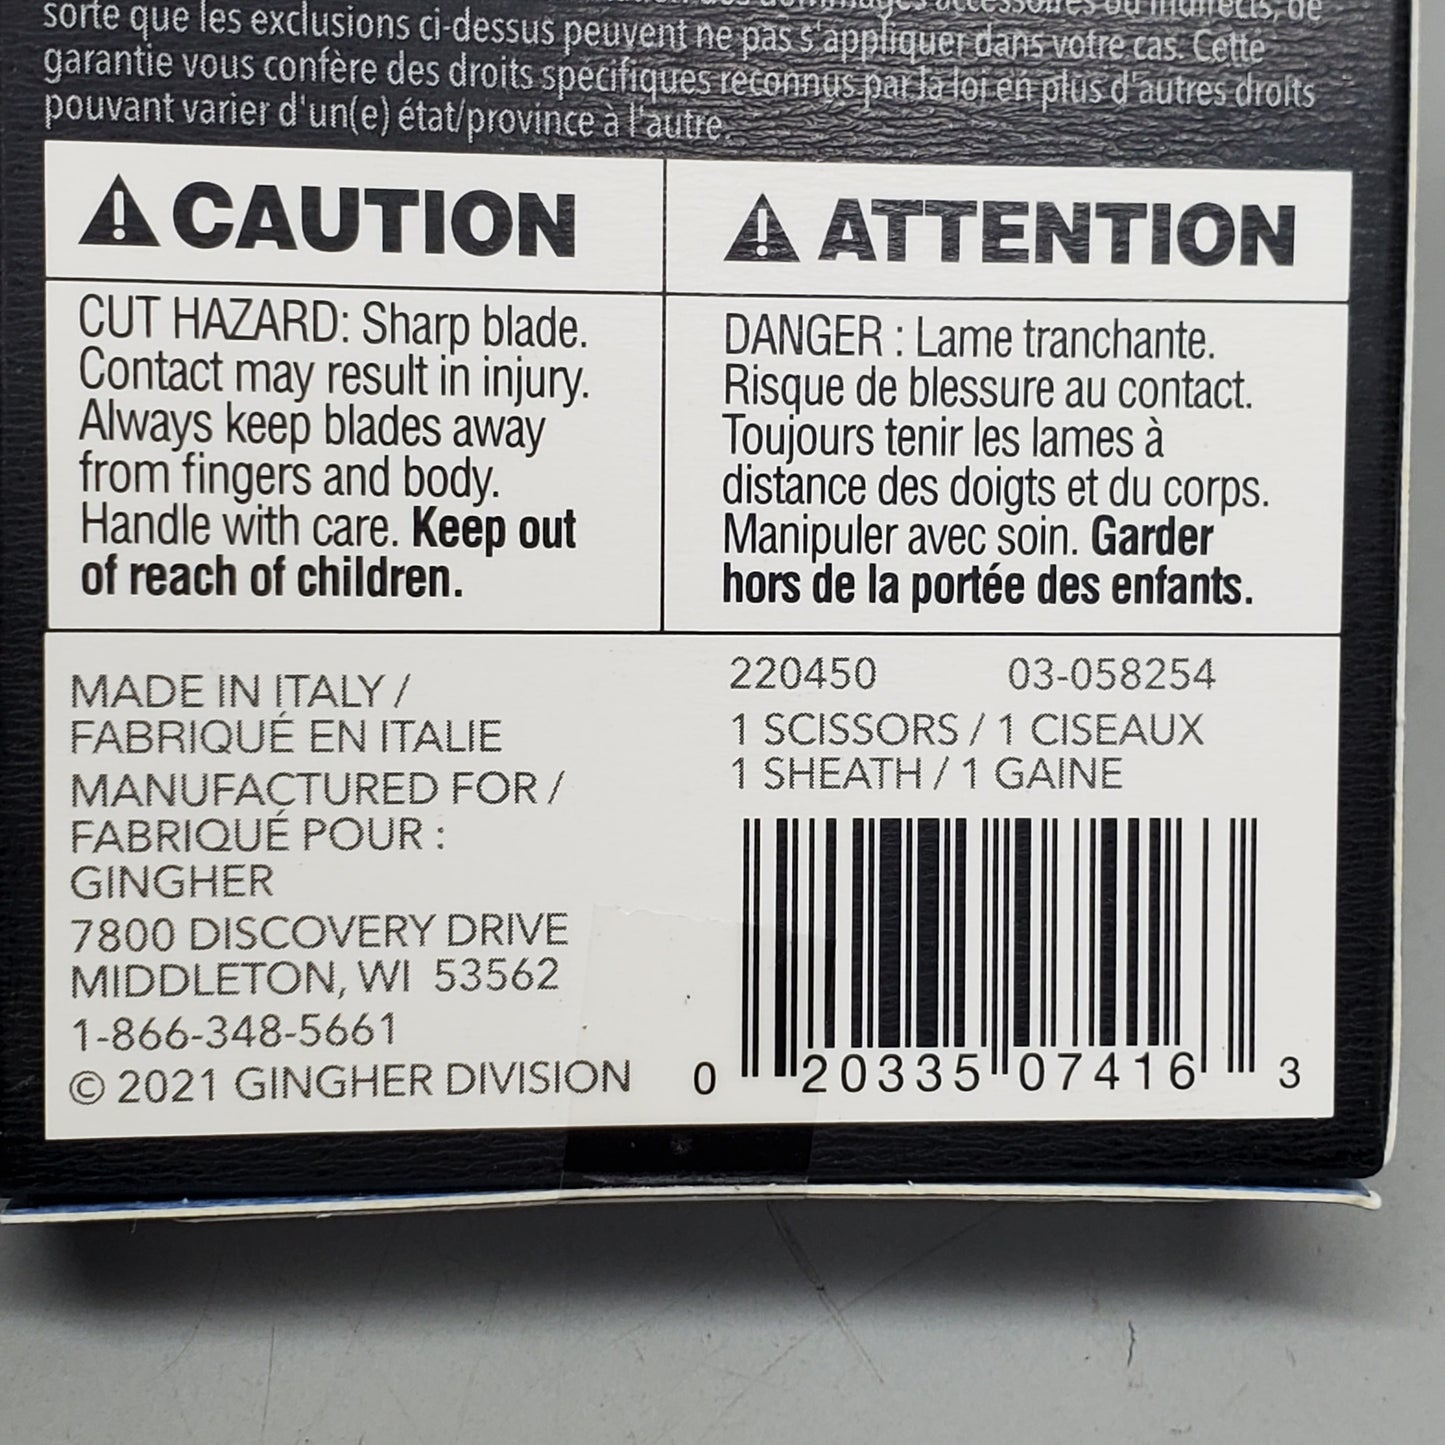 des dommages accessoires ou indirects, de
sorte que les exclusions ci-dessus peuvent ne pas s'appliquer dans votre cas. Cette
garantie vous confère des droits spécifiques reconnus par la loi en plus d'autres droits
pouvant varier d'un(e) état/province à l'autre.
⚠ CAUTION
CUT HAZARD: Sharp blade.
Contact may result in injury.
Always keep blades away
from fingers and body.
Handle with care. Keep out
of reach of children.
⚠ ATTENTION
DANGER : Lame tranchante.
Risque de blessure au contact.
Toujours tenir les lames à
distance des doigts et du corps.
Manipuler avec soin. Garder
hors de la portée des enfants.
MADE IN ITALY /
FABRIQUÉ EN ITALIE
MANUFACTURED FOR /
FABRIQUÉ POUR :
GINGHER
7800 DISCOVERY DRIVE
MIDDLETON, WI 53562
1-866-348-5661
© 2021 GINGHER DIVISION
220450 03-058254
1 SCISSORS / 1 CISEAUX
1 SHEATH / 1 GAINE
0 20335 07416 3